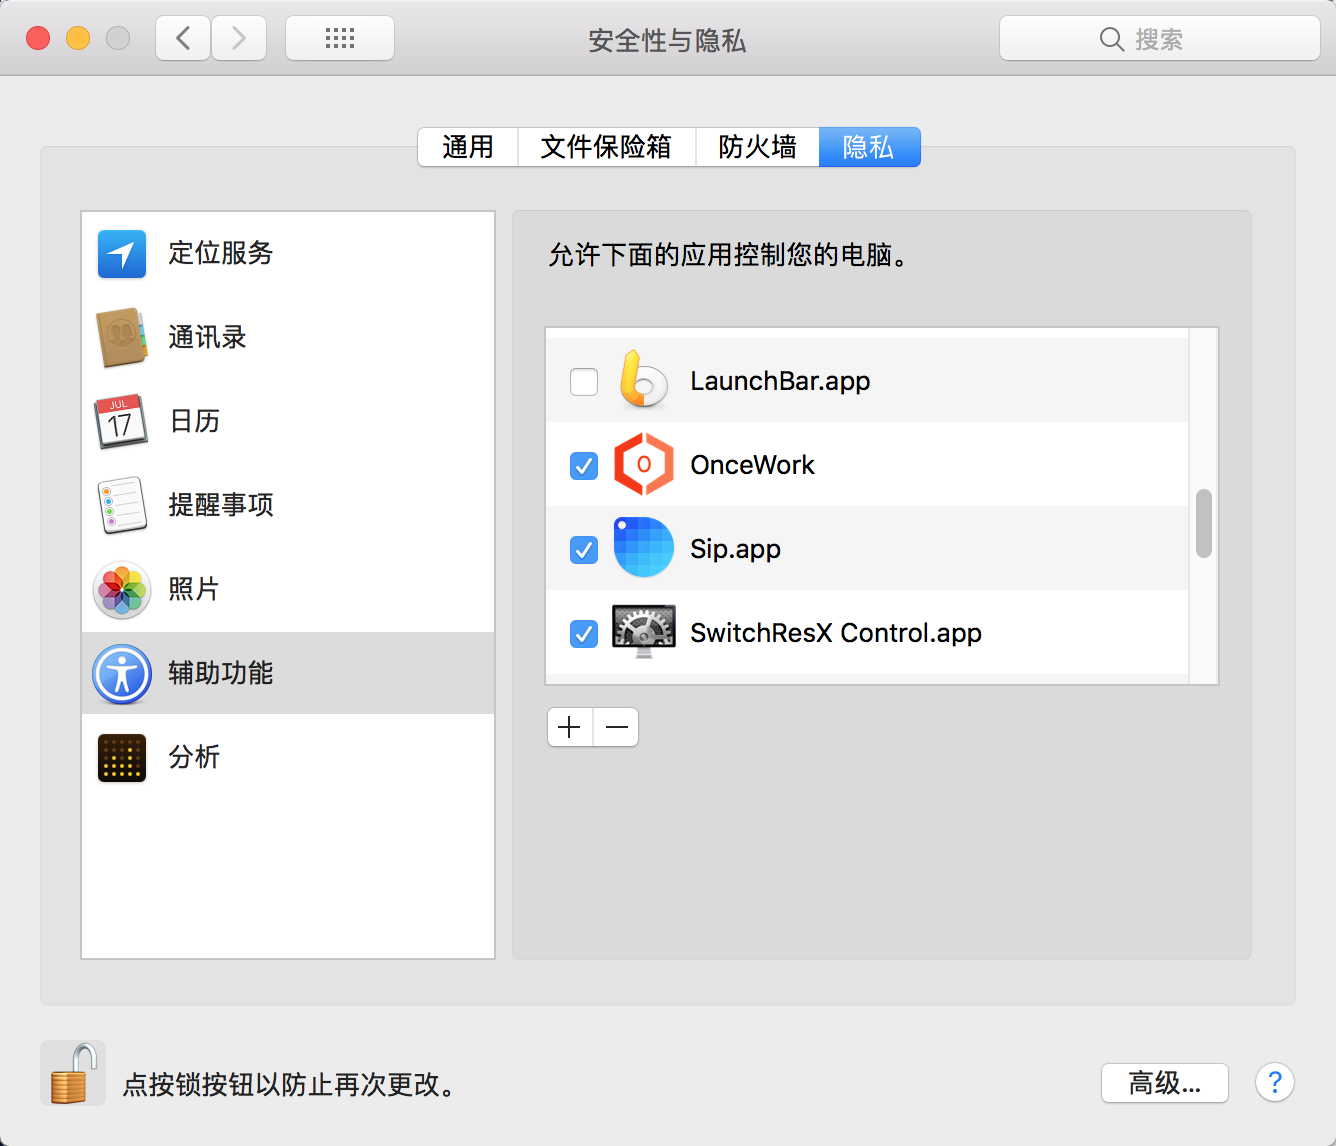 安全性与隐私
搜索
通用 文件保险箱 防火墙 隐私
定位服务
通讯录
JUL
17
日历
提醒事项
照片
辅助功能
分析
允许下面的应用控制您的电脑。
LaunchBar.app
O
OnceWork
Sip.app
SwitchResX Control.app
点按锁按钮以防止再次更改。
高级...
?